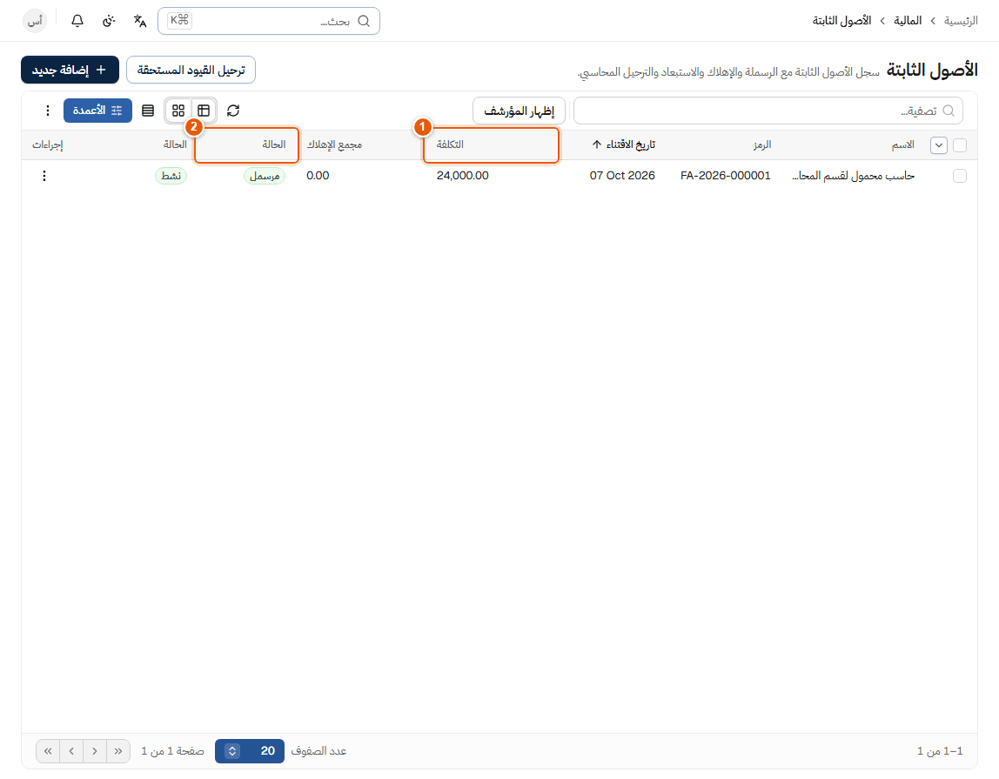 الرئيسية > المالية > الأصول الثابتة
بحث... ⌘K
أس
الأصول الثابتة
سجل الأصول الثابتة مع الرسملة والإهلاك والاستبعاد والترحيل المحاسبي.
ترحيل القيود المستحقة
+ إضافة جديد
تصفية...
إظهار المؤرشف
الأعمدة
1
2
الاسم الرمز تاريخ الاقتناء ↑ التكلفة مجمع الإهلاك الحالة الحالة إجراءات
حاسب محمول لقسم المحا... FA-2026-000001 07 Oct 2026 24,000.00 0.00 مرسمل نشط
1–1 من 1
عدد الصفوف 20 صفحة 1 من 1